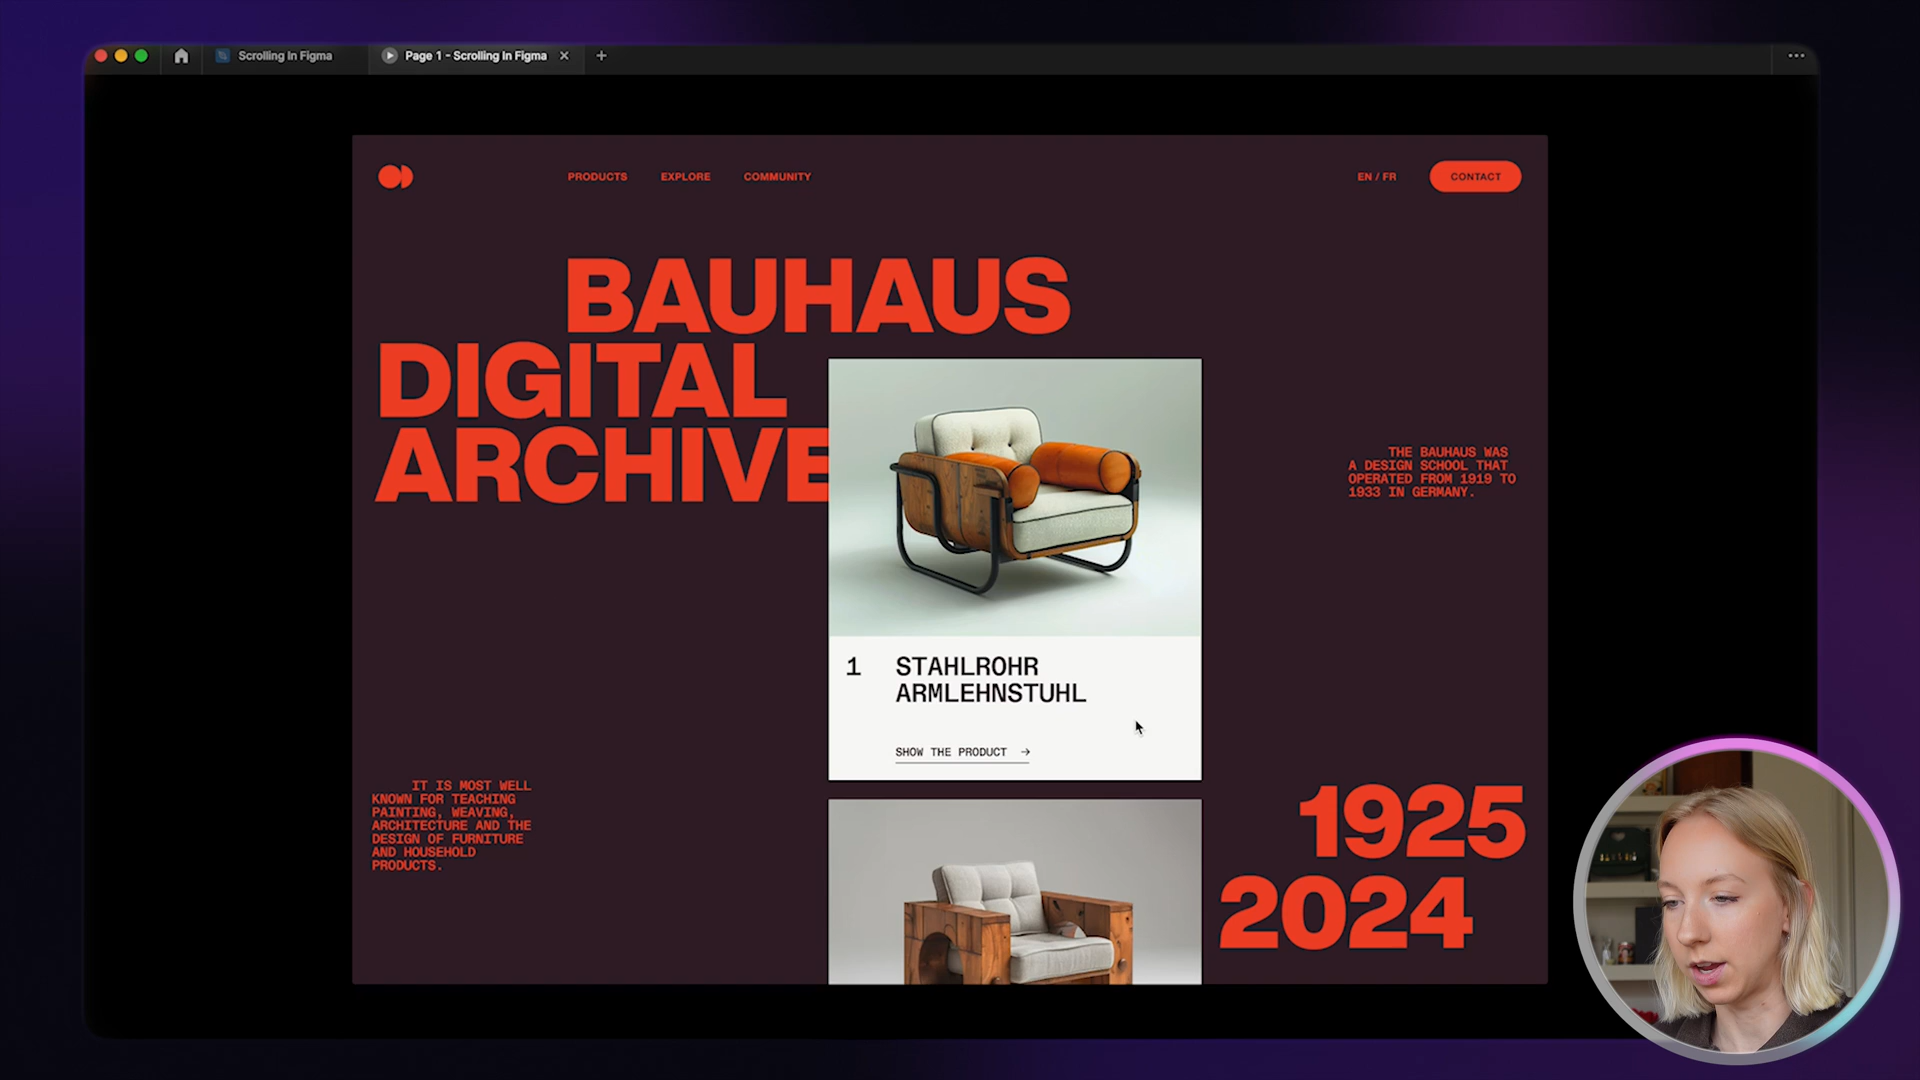 Scrolling In Figma
Page 1 - Scrolling In Figma
PRODUCTS
EXPLORE
COMMUNITY
EN / FR
CONTACT
BAUHAUS
DIGITAL
ARCHIVE
THE BAUHAUS WAS
A DESIGN SCHOOL THAT
OPERATED FROM 1919 TO
1933 IN GERMANY.
1
STAHLROHR
ARMLEHNSTUHL
SHOW THE PRODUCT →
IT IS MOST WELL
KNOWN FOR TEACHING
PAINTING, WEAVING,
ARCHITECTURE AND THE
DESIGN OF FURNITURE
AND HOUSEHOLD
PRODUCTS.
1925
2024